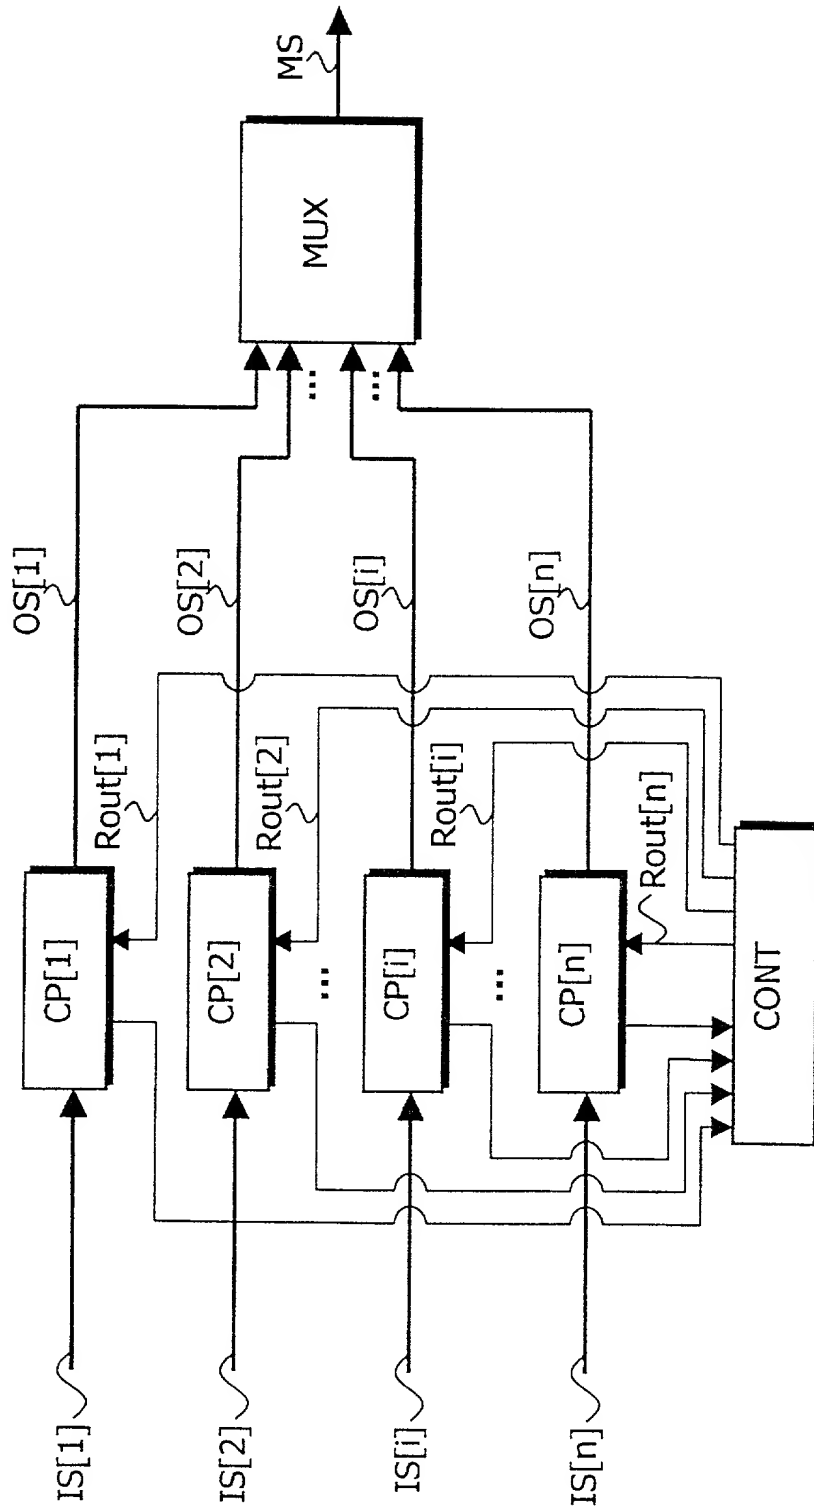 IS[1]
CP[1]
Rout[1]
OS[1]
IS[2]
CP[2]
Rout[2]
OS[2]
...
...
IS[i]
CP[i]
Rout[i]
OS[i]
...
...
IS[n]
CP[n]
Rout[n]
OS[n]
CONT
MUX
MS